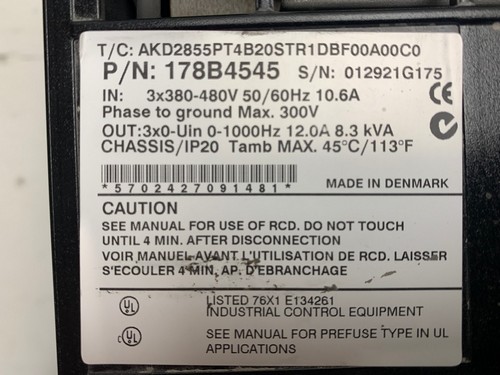 T/C: AKD2855PT4B20STR1DBF00A00C0
P/N: 178B4545 S/N: 012921G175
IN: 3x380-480V 50/60Hz 10.6A
Phase to ground Max. 300V
OUT: 3x0-Uin 0-1000Hz 12.0A 8.3 kVA
CHASSIS/IP20 Tamb MAX. 45°C/113°F
*5702427091481*
MADE IN DENMARK
CAUTION
SEE MANUAL FOR USE OF RCD. DO NOT TOUCH
UNTIL 4 MIN. AFTER DISCONNECTION
VOIR MANUEL AVANT L'UTILISATION DE RCD. LAISSER
S'ECOULER 4 MIN, AP. D'EBRANCHAGE
UL
LISTED 76X1 E134261
INDUSTRIAL CONTROL EQUIPMENT
c UL
SEE MANUAL FOR PREFUSE TYPE IN UL
APPLICATIONS